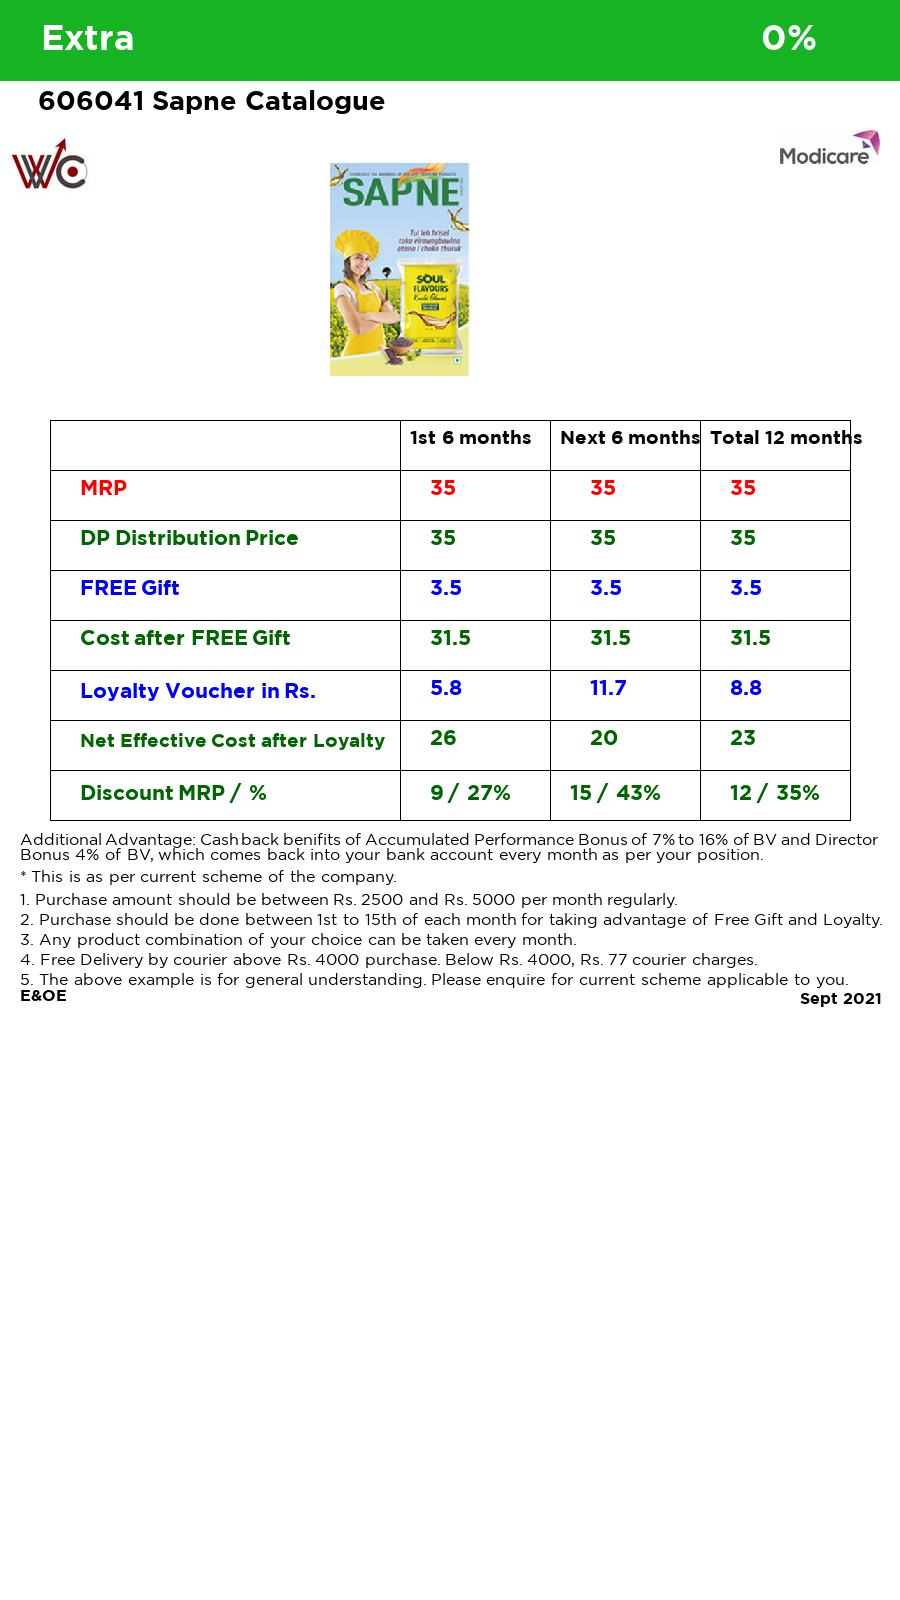 Extra 0%
606041 Sapne Catalogue
WC
Modicare
SAPNE
SOUL
FLAVOURS
1st 6 months Next 6 months Total 12 months
MRP 35 35 35
DP Distribution Price 35 35 35
FREE Gift 3.5 3.5 3.5
Cost after FREE Gift 31.5 31.5 31.5
Loyalty Voucher in Rs. 5.8 11.7 8.8
Net Effective Cost after Loyalty 26 20 23
Discount MRP / % 9 / 27% 15 / 43% 12 / 35%
Additional Advantage: Cashback benifits of Accumulated Performance Bonus of 7% to 16% of BV and Director
Bonus 4% of BV, which comes back into your bank account every month as per your position.
* This is as per current scheme of the company.
1. Purchase amount should be between Rs. 2500 and Rs. 5000 per month regularly.
2. Purchase should be done between 1st to 15th of each month for taking advantage of Free Gift and Loyalty.
3. Any product combination of your choice can be taken every month.
4. Free Delivery by courier above Rs. 4000 purchase. Below Rs. 4000, Rs. 77 courier charges.
5. The above example is for general understanding. Please enquire for current scheme applicable to you.
E&OE
Sept 2021